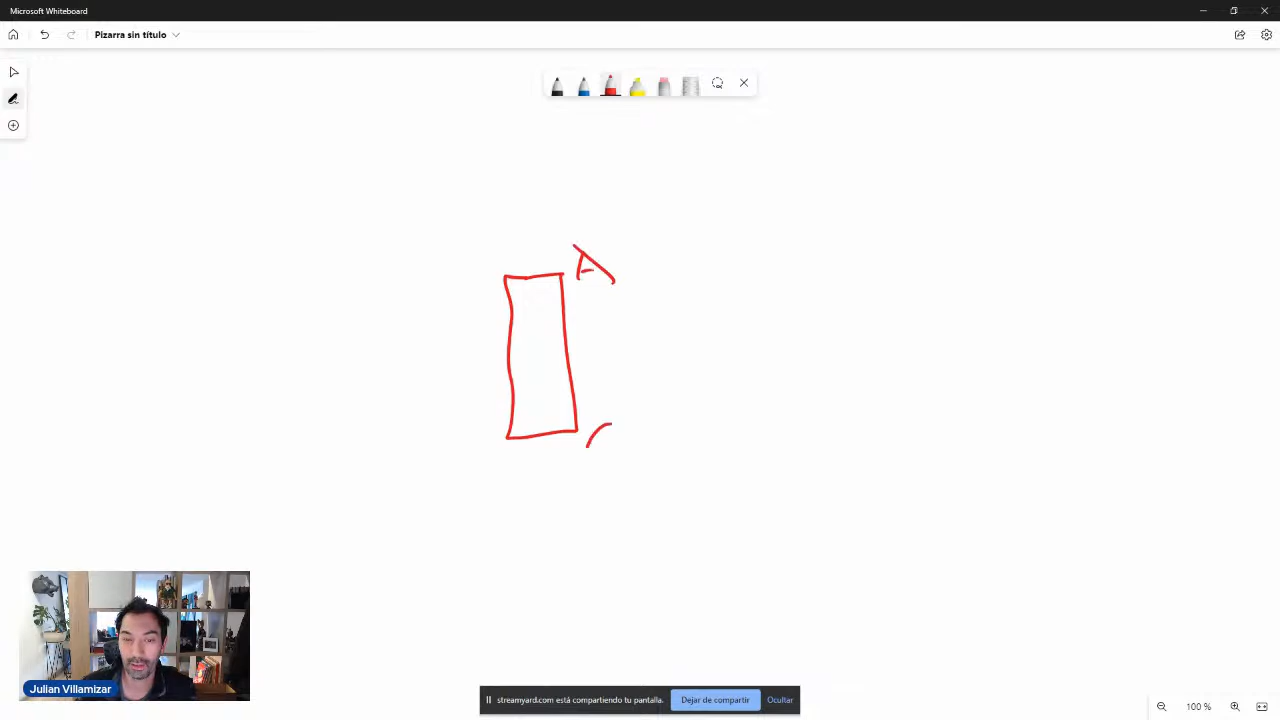 Microsoft Whiteboard
Pizarra sin título
A
Julian Villamizar
streamyard.com está compartiendo tu pantalla.
Dejar de compartir
Ocultar
100 %